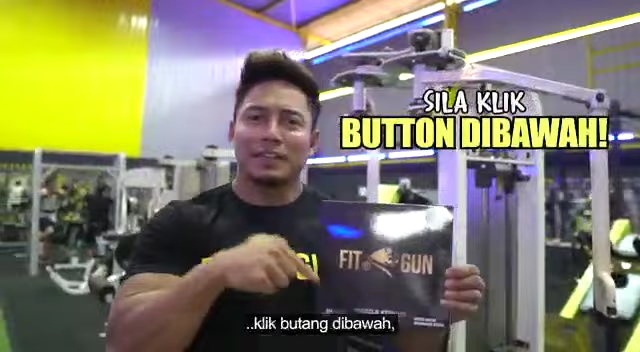 SILA KLIK
BUTTON DIBAWAH!
FIT GUN
..klik butang dibawah,